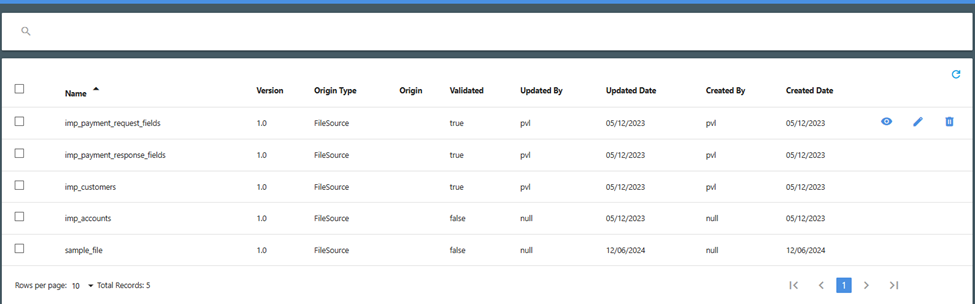 Name Version Origin Type Origin Validated Updated By Updated Date Created By Created Date
imp_payment_request_fields 1.0 FileSource true pvl 05/12/2023 pvl 05/12/2023
imp_payment_response_fields 1.0 FileSource true pvl 05/12/2023 pvl 05/12/2023
imp_customers 1.0 FileSource true pvl 05/12/2023 pvl 05/12/2023
imp_accounts 1.0 FileSource false null 05/12/2023 null 05/12/2023
sample_file 1.0 FileSource false null 12/06/2024 null 12/06/2024
Rows per page: 10 Total Records: 5 1